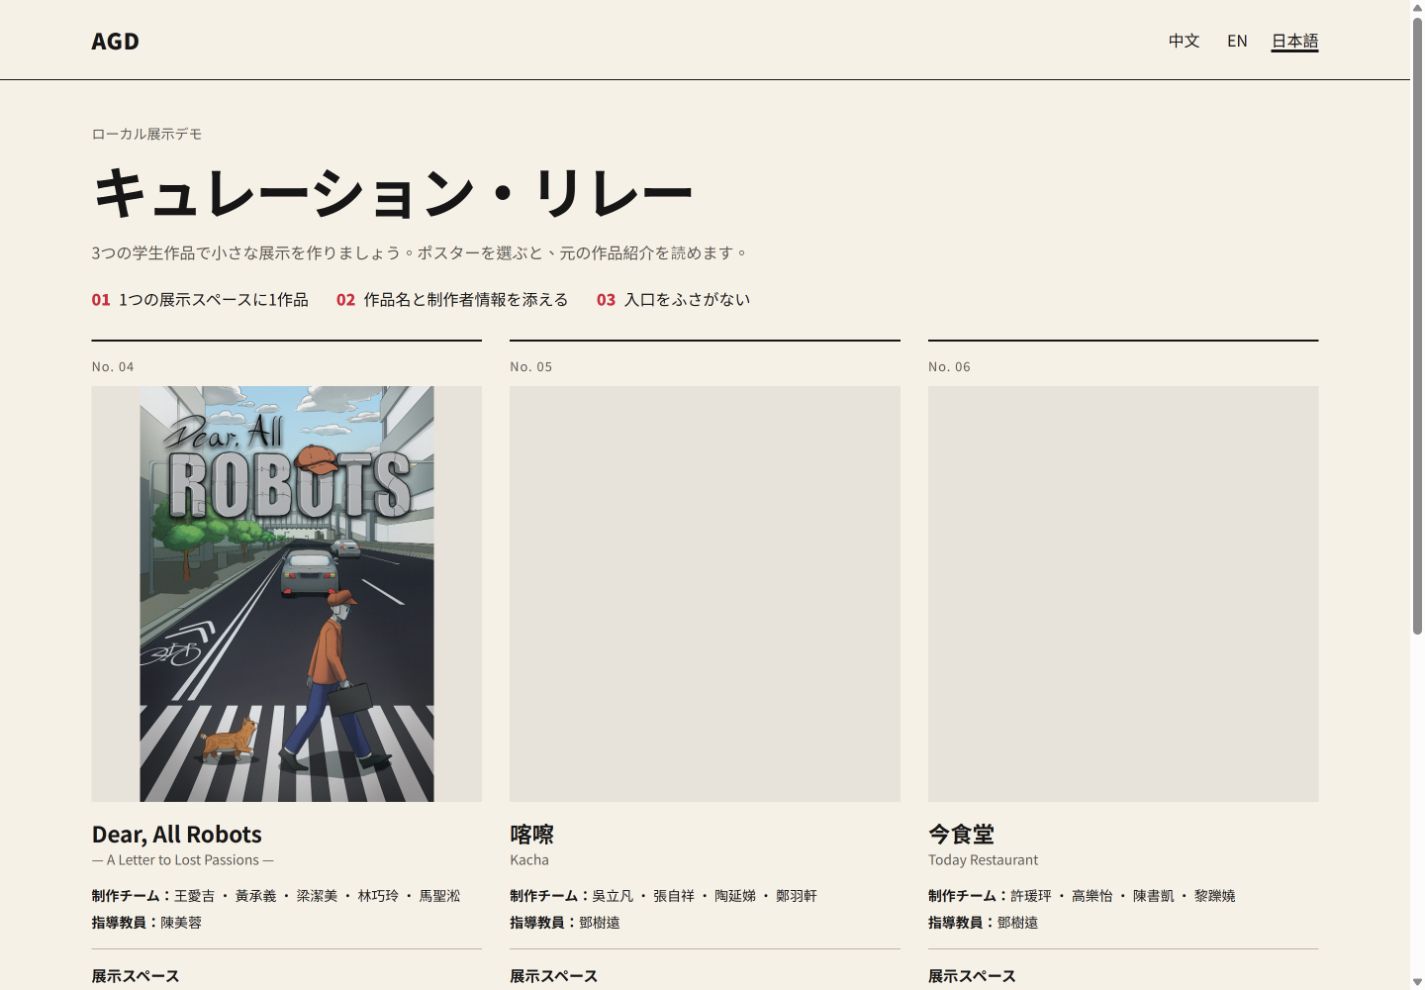 AGD
中文 EN 日本語
ローカル展示デモ
キュレーション・リレー
3つの学生作品で小さな展示を作りましょう。ポスターを選ぶと、元の作品紹介を読めます。
01 1つの展示スペースに1作品 02 作品名と制作者情報を添える 03 入口をふさがない
No. 04
Dear, All
ROBOTS
Dear, All Robots
— A Letter to Lost Passions —
制作チーム：王愛吉 ・ 黃承義 ・ 梁潔美 ・ 林巧玲 ・ 馬聖淞
指導教員：陳美蓉
展示スペース
No. 05
喀嚓
Kacha
制作チーム：吳立凡 ・ 張自祥 ・ 陶延娣 ・ 鄭羽軒
指導教員：鄧樹遠
展示スペース
No. 06
今食堂
Today Restaurant
制作チーム：許瑗玶 ・ 高樂怡 ・ 陳書凱 ・ 黎躒嬈
指導教員：鄧樹遠
展示スペース